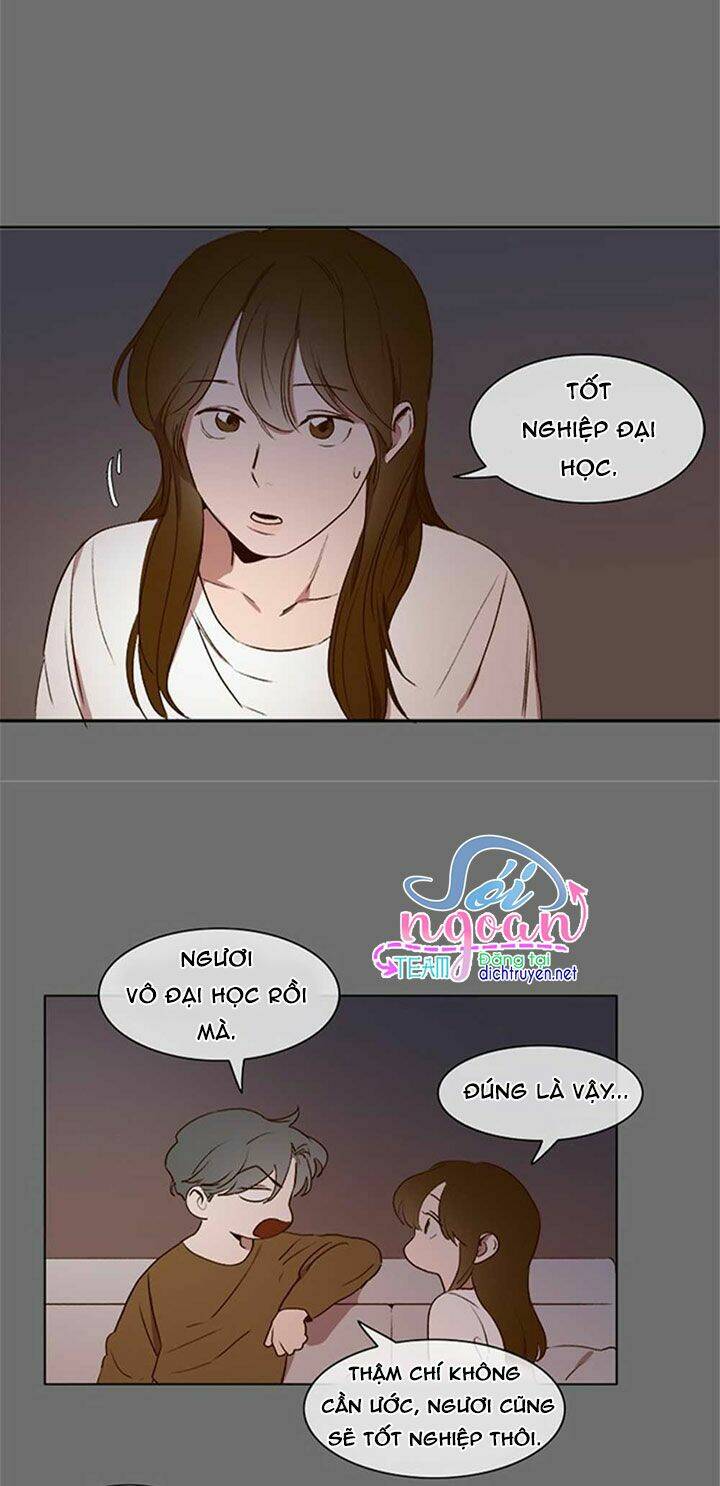 TỐT
NGHIỆP ĐẠI
HỌC.
Sói
ngoan
TEAM
Đăng tại
dichtruyen.net
NGƯƠI
VÔ ĐẠI HỌC RỒI
MÀ.
ĐÚNG LÀ VẬY...
THẬM CHÍ KHÔNG
CẦN ƯỚC, NGƯƠI CŨNG
SẼ TỐT NGHIỆP THÔI.